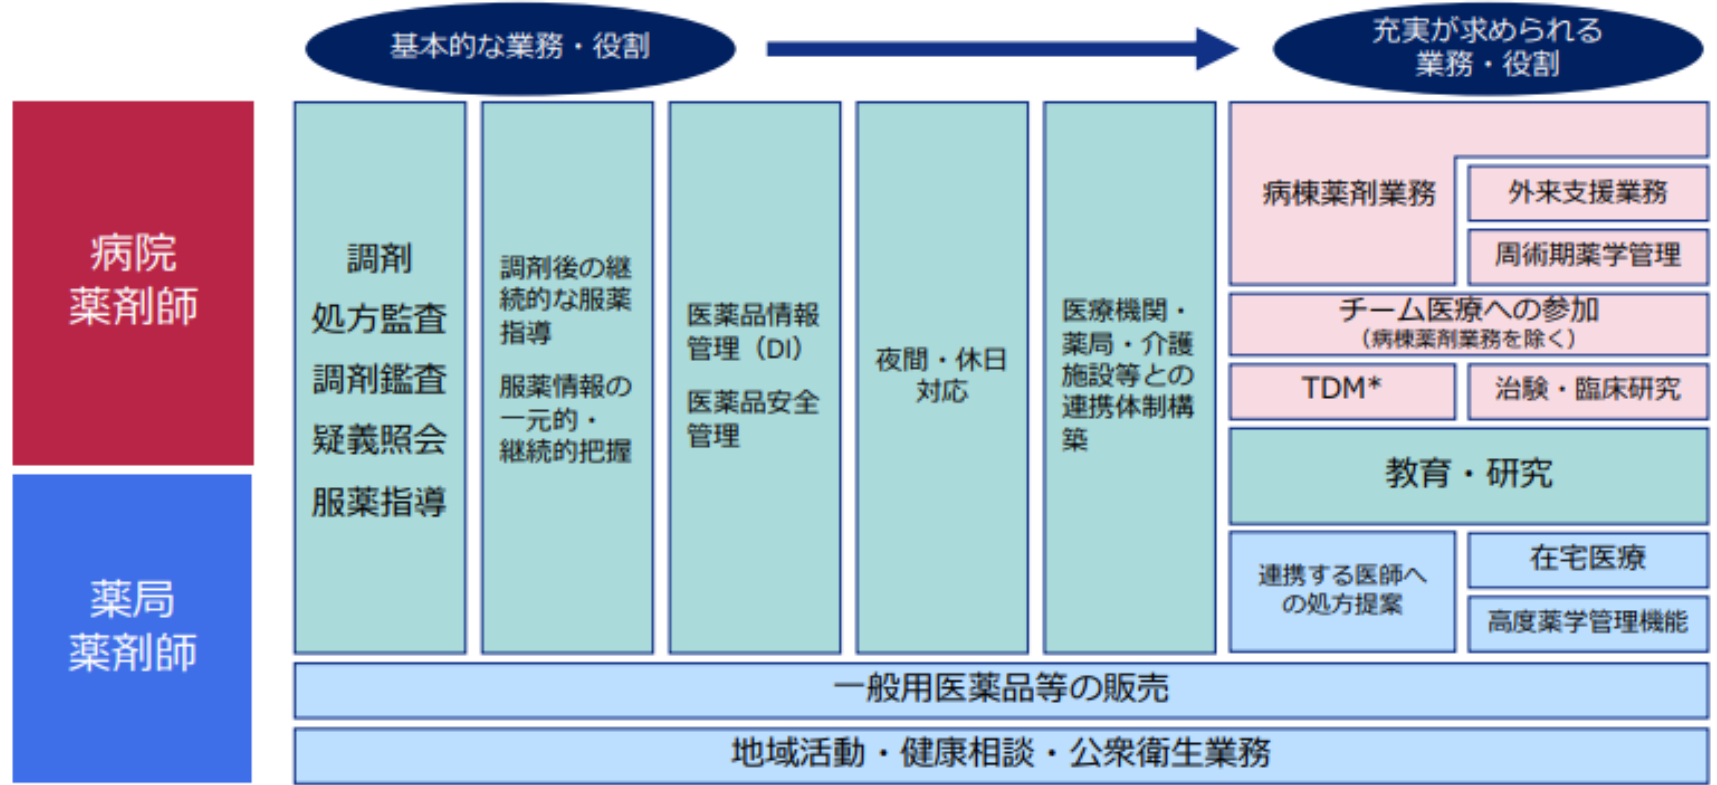 基本的な業務・役割
充実が求められる
業務・役割
病院
薬剤師
薬局
薬剤師
調剤
処方監査
調剤鑑査
疑義照会
服薬指導
調剤後の継
続的な服薬
指導
服薬情報の
一元的・
継続的把握
医薬品情報
管理（DI）
医薬品安全
管理
夜間・休日
対応
医療機関・
薬局・介護
施設等との
連携体制構
築
病棟薬剤業務
外来支援業務
周術期薬学管理
チーム医療への参加
（病棟薬剤業務を除く）
TDM*
治験・臨床研究
教育・研究
連携する医師へ
の処方提案
在宅医療
高度薬学管理機能
一般用医薬品等の販売
地域活動・健康相談・公衆衛生業務